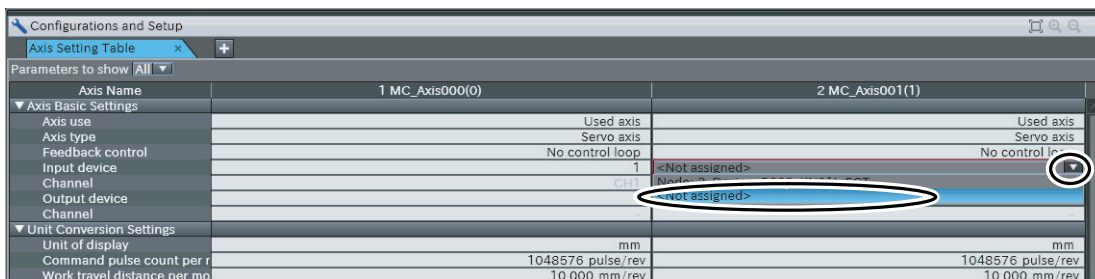 Configurations and Setup
Axis Setting Table × +
Parameters to show All ▼
Axis Name 1 MC_Axis000(0) 2 MC_Axis001(1)
▼ Axis Basic Settings
Axis use Used axis Used axis
Axis type Servo axis Servo axis
Feedback control No control loop No control loop
Input device 1 <Not assigned>
Channel CH1
Output device <Not assigned>
Channel - -
▼ Unit Conversion Settings
Unit of display mm mm
Command pulse count per r 1048576 pulse/rev 1048576 pulse/rev
Work travel distance per mo 10.000 mm/rev 10.000 mm/rev